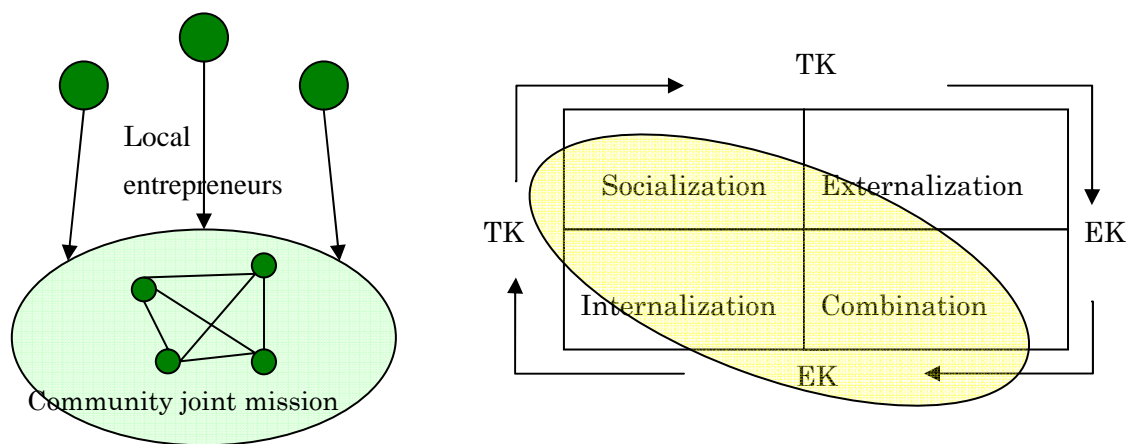 Local
entrepreneurs
Community joint mission
TK
Socialization Externalization
TK EK
Internalization Combination
EK